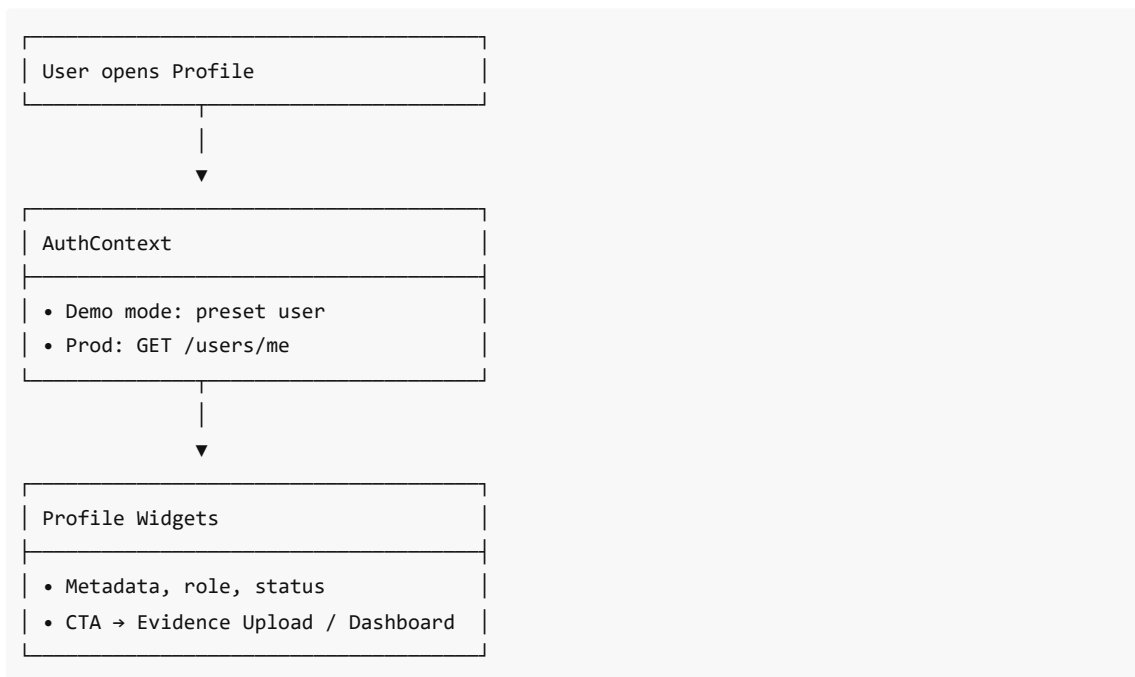 User opens Profile
AuthContext
• Demo mode: preset user
• Prod: GET /users/me
Profile Widgets
• Metadata, role, status
• CTA → Evidence Upload / Dashboard